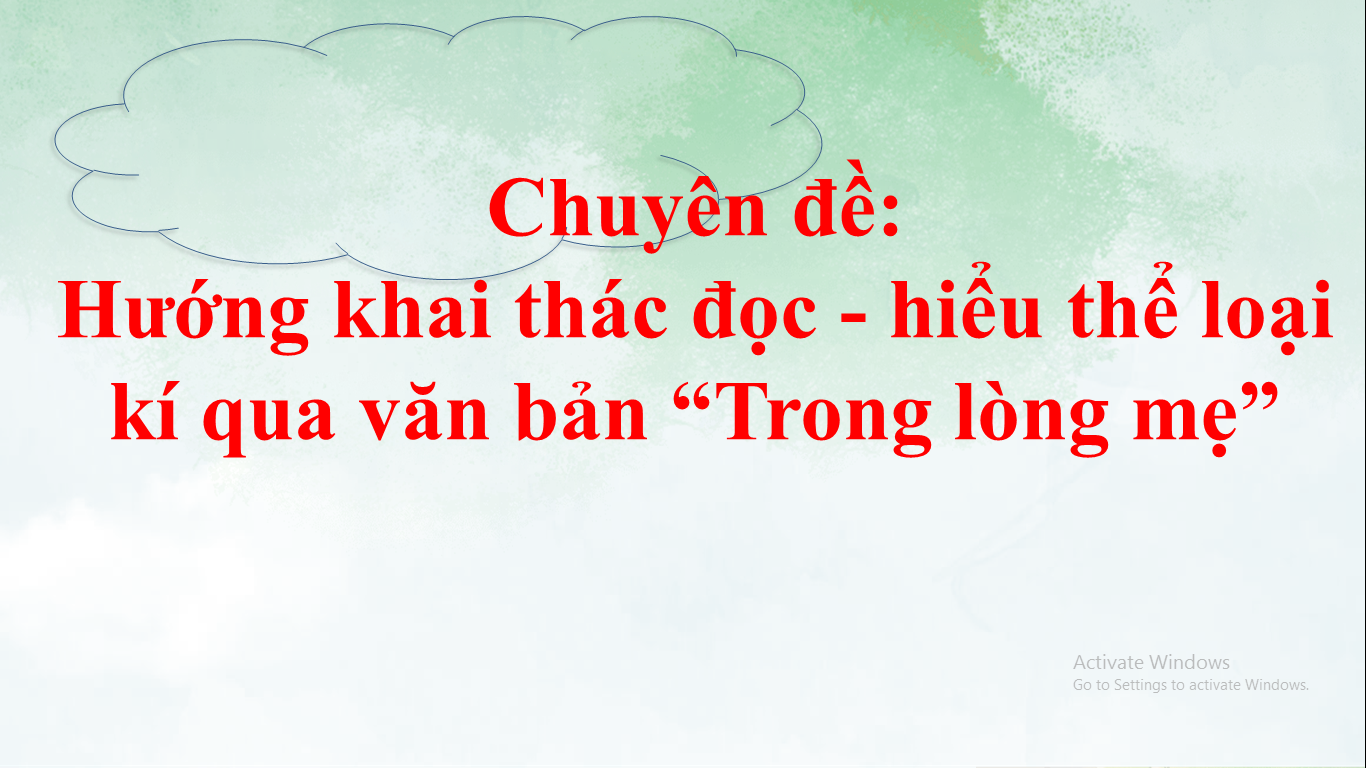 Chuyên đề:
Hướng khai thác đọc - hiểu thể loại
kí qua văn bản “Trong lòng mẹ”
Activate Windows
Go to Settings to activate Windows.